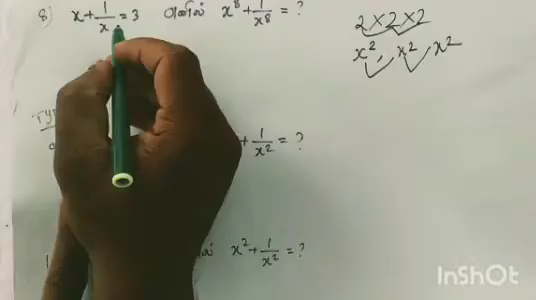 8) x + 1/x = 3 எனில் x⁸ + 1/x⁸ = ?
2×2×2
x², x² x²
+ 1/x² = ?
x² + 1/x² = ?
InShOt